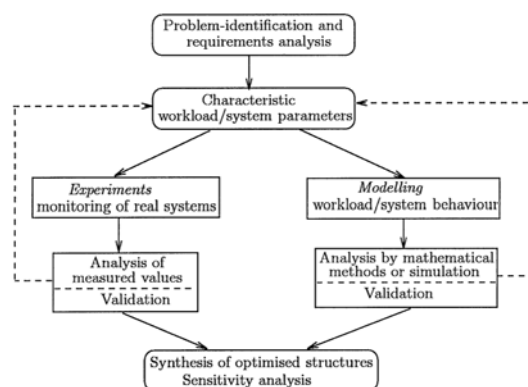 Problem-identification and
requirements analysis
Characteristic
workload/system parameters
Experiments
monitoring of real systems
Modelling
workload/system behaviour
Analysis of
measured values
Validation
Analysis by mathematical
methods or simulation
Validation
Synthesis of optimised structures
Sensitivity analysis